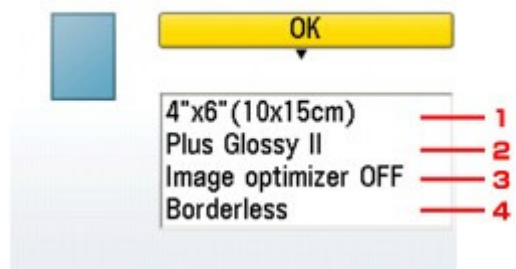 OK
4"x6"(10x15cm) 1
Plus Glossy II 2
Image optimizer OFF 3
Borderless 4